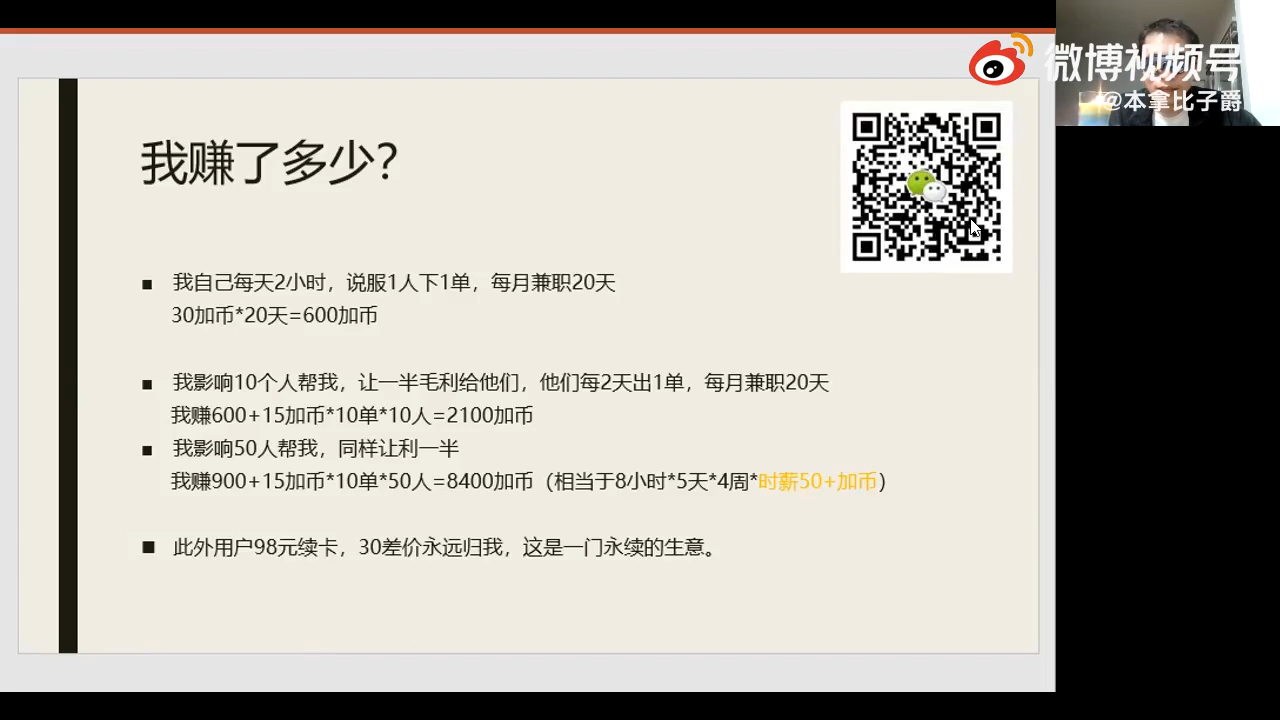 微博视频号
@本拿比子爵
我赚了多少?
■ 我自己每天2小时，说服1人下1单，每月兼职20天
30加币*20天=600加币
■ 我影响10个人帮我，让一半毛利给他们，他们每2天出1单，每月兼职20天
我赚600+15加币*10单*10人=2100加币
■ 我影响50人帮我，同样让利一半
我赚900+15加币*10单*50人=8400加币（相当于8小时*5天*4周*时薪50+加币）
■ 此外用户98元续卡，30差价永远归我，这是一门永续的生意。